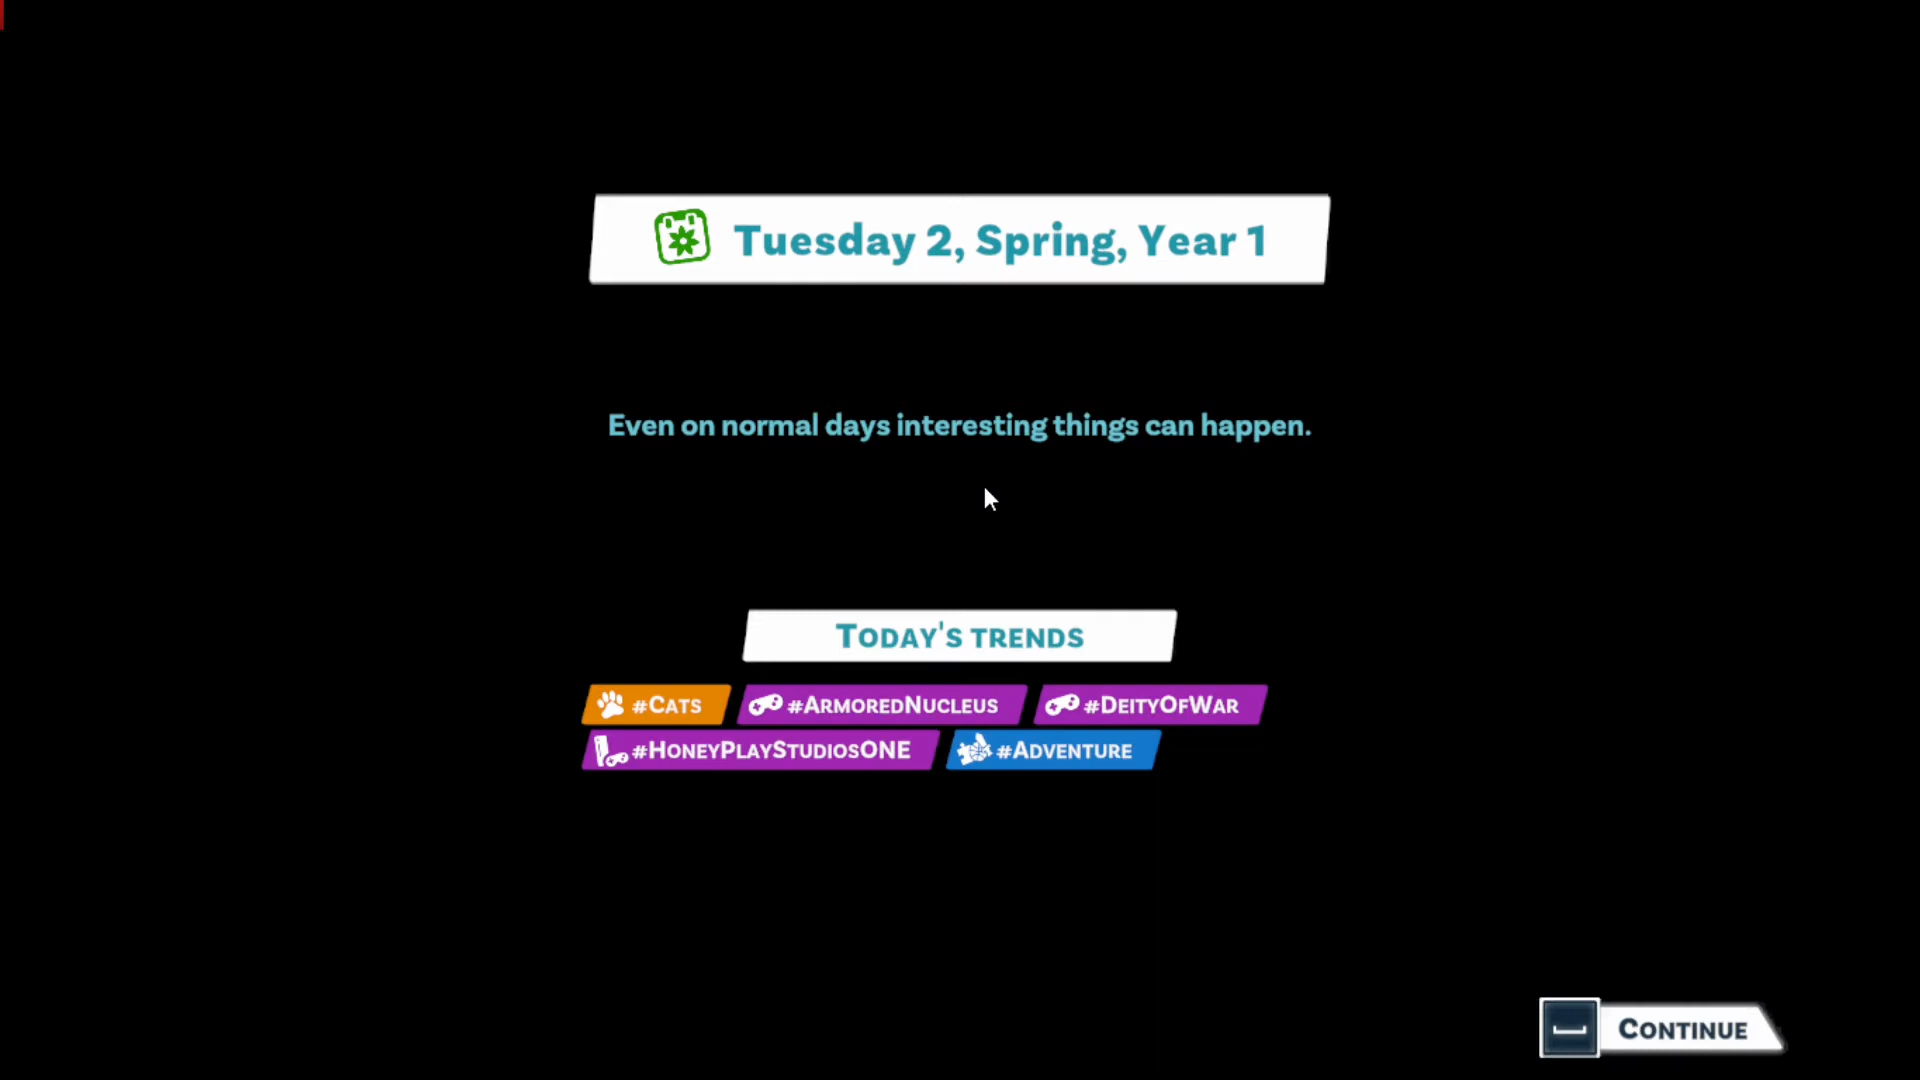 Tuesday 2, Spring, Year 1
Even on normal days interesting things can happen.
Today's trends
#Cats #ArmoredNucleus #DeityOfWar
#HoneyPlayStudiosONE #Adventure
Continue